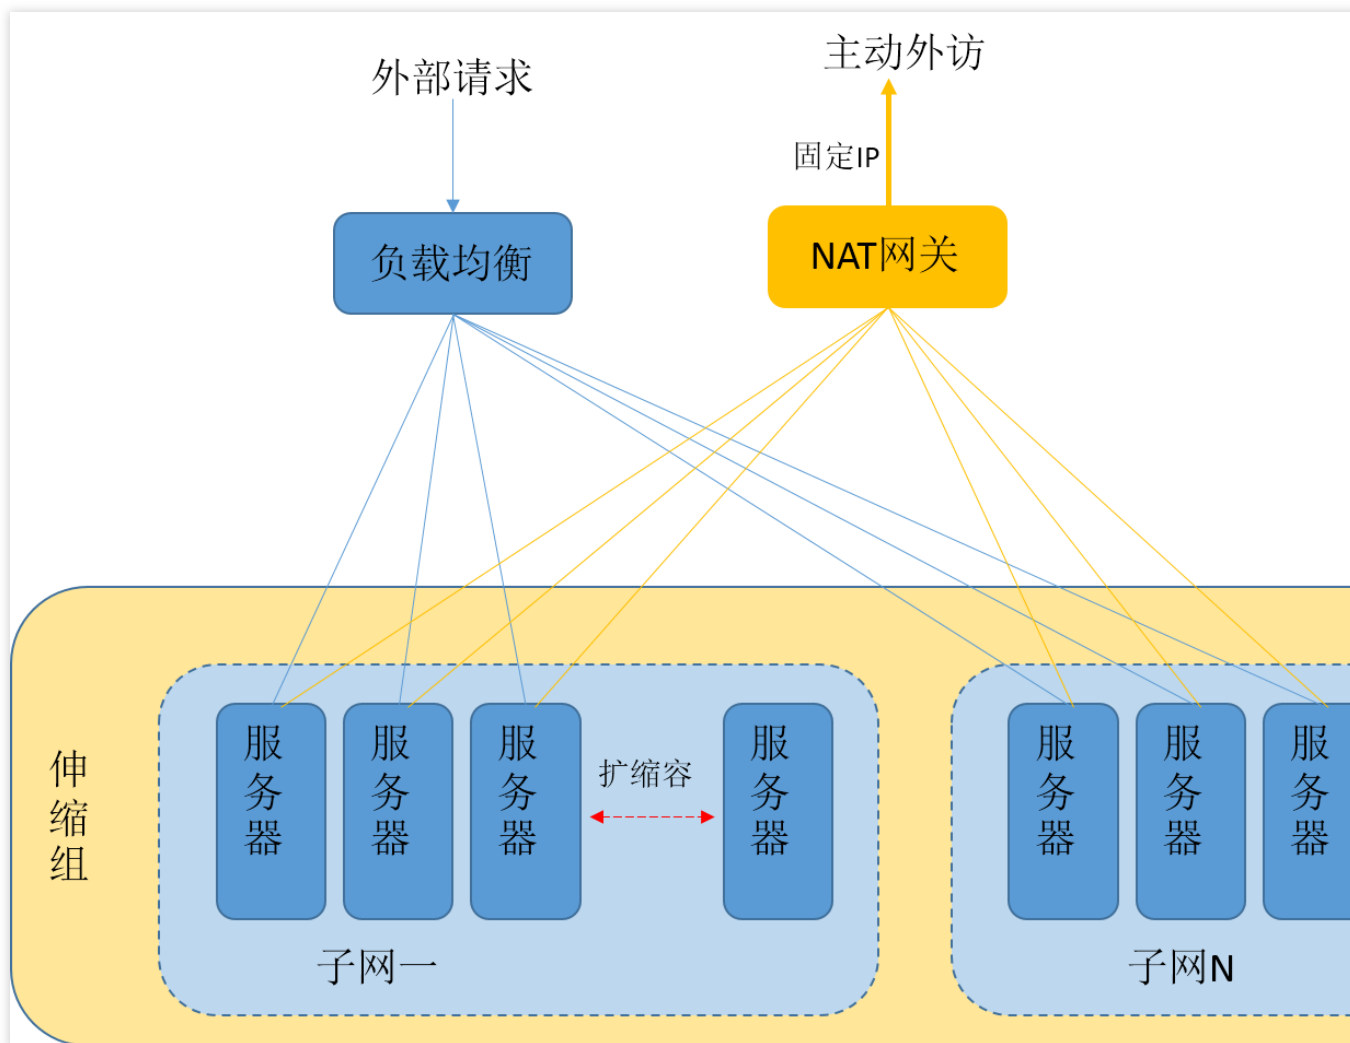 外部请求
主动外访
固定IP
负载均衡
NAT网关
伸缩组
服务器
服务器
服务器
扩缩容
服务器
服务器
服务器
服务器
子网一
子网N